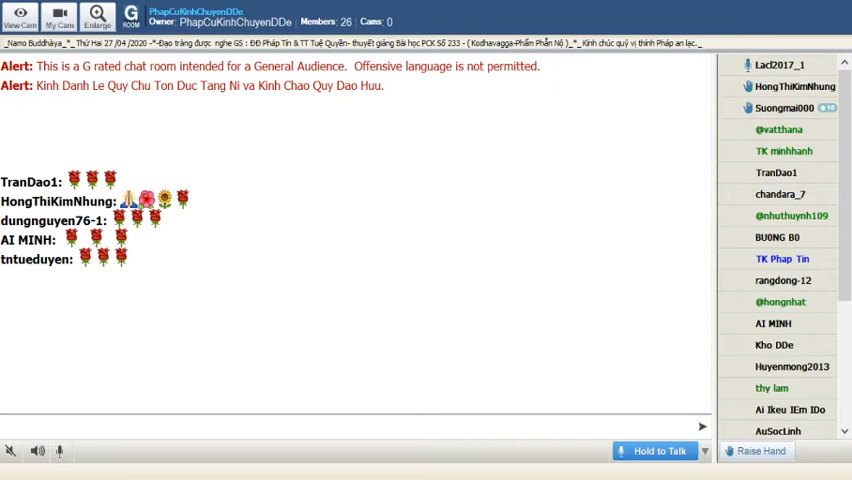 View Cam
My Cam
Enlarge
G
ROOM
PhapCuKinhChuyenDDe
Owner: PhapCuKinhChuyenDDe Members: 26 Cams: 0
_Namo Buddhàya_*_ Thứ Hai 27 /04 /2020 -*-Đạo tràng được nghe GS : ĐĐ Pháp Tín & TT Tuệ Quyền- thuyết giảng Bài học PCK Số 233 - ( Kodhavagga-Phẩm Phẫn Nộ )_*_ Kính chúc quý vị thính Pháp an lạc._
Alert: This is a G rated chat room intended for a General Audience. Offensive language is not permitted.
Alert: Kinh Danh Le Quy Chu Ton Duc Tang Ni va Kinh Chao Quy Dao Huu.
TranDao1:
HongThiKimNhung:
dungnguyen76-1:
AI MINH:
tntueduyen:
Lacl2017_1
HongThiKimNhung
Suongmai000
@vatthana
TK minhhanh
TranDao1
chandara_7
@nhuthuynh109
BU0NG B0
TK Phap Tin
rangdong-12
@hongnhat
AI MINH
Kho DDe
Huyenmong2013
thy lam
Ai Ikeu IEm IDo
AuSocLinh
Hold to Talk
Raise Hand